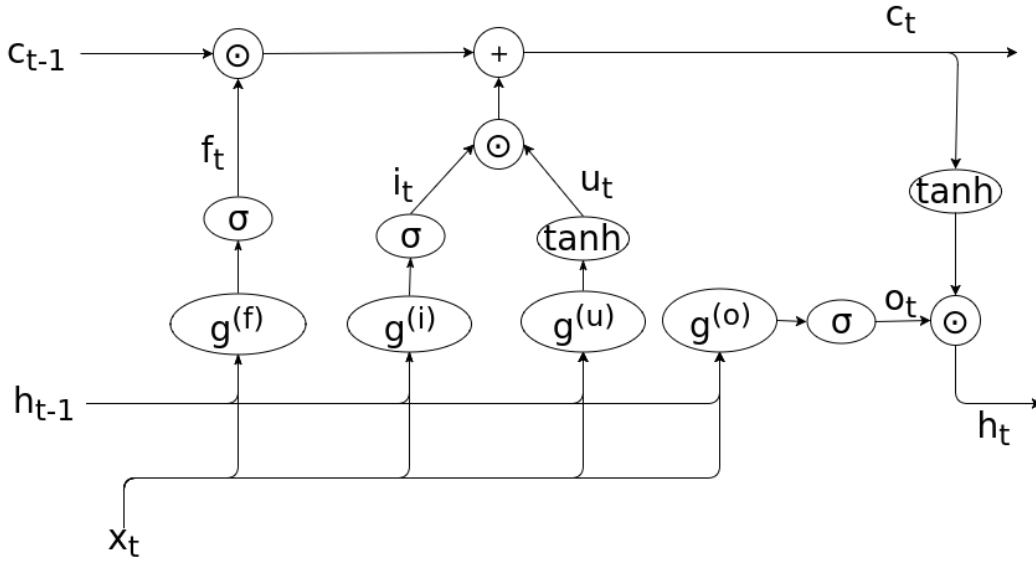 c_t
c_{t-1} ⊙ +
⊙
f_t
i_t u_t
tanh
σ
σ tanh
o_t
g^{(f)} g^{(i)} g^{(u)} g^{(o)} σ ⊙
h_{t-1}
h_t
x_t